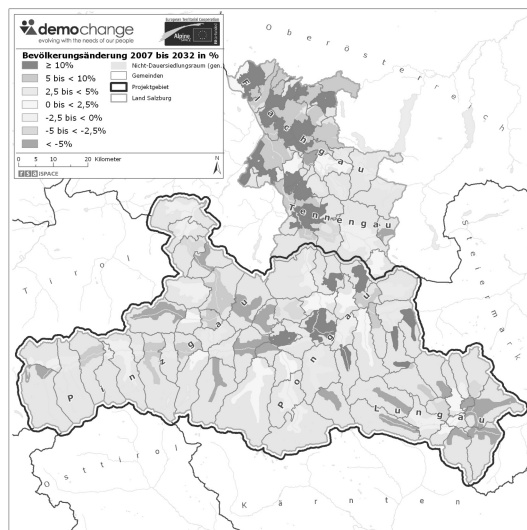 demochange
evolving with the needs of our people
European Territorial Cooperation
Alpine
Bevölkerungsänderung 2007 bis 2032 in %
≥ 10%
5 bis < 10%
2,5 bis < 5%
0 bis < 2,5%
-2,5 bis < 0%
-5 bis < -2,5%
< -5%
Nicht-Dauersiedlungsraum (gen.
Gemeinden
Projektgebiet
Land Salzburg
0 5 10 20 Kilometer
N
rsa iSPACE
Oberösterreich
Flachgau
Tennengau
Tirol
Steiermark
Pinzgau
Pongau
Lungau
Osttirol
Kärnten